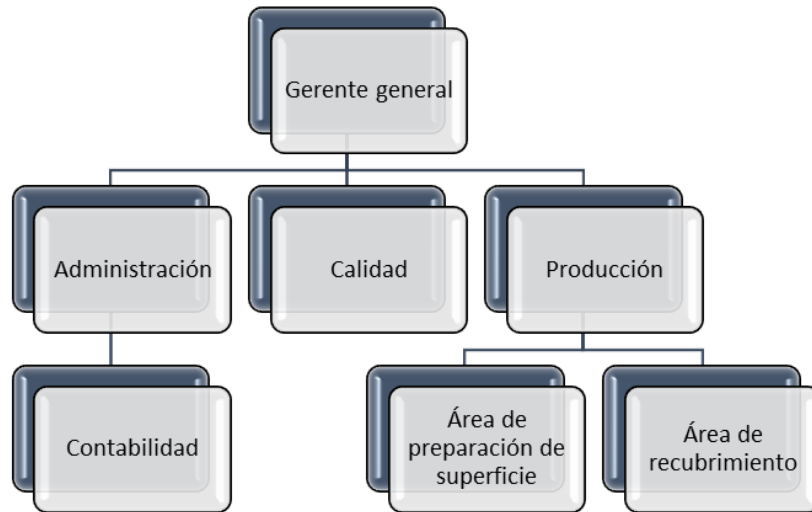 Gerente general
Administración
Calidad
Producción
Contabilidad
Área de
preparación de
superficie
Área de
recubrimiento